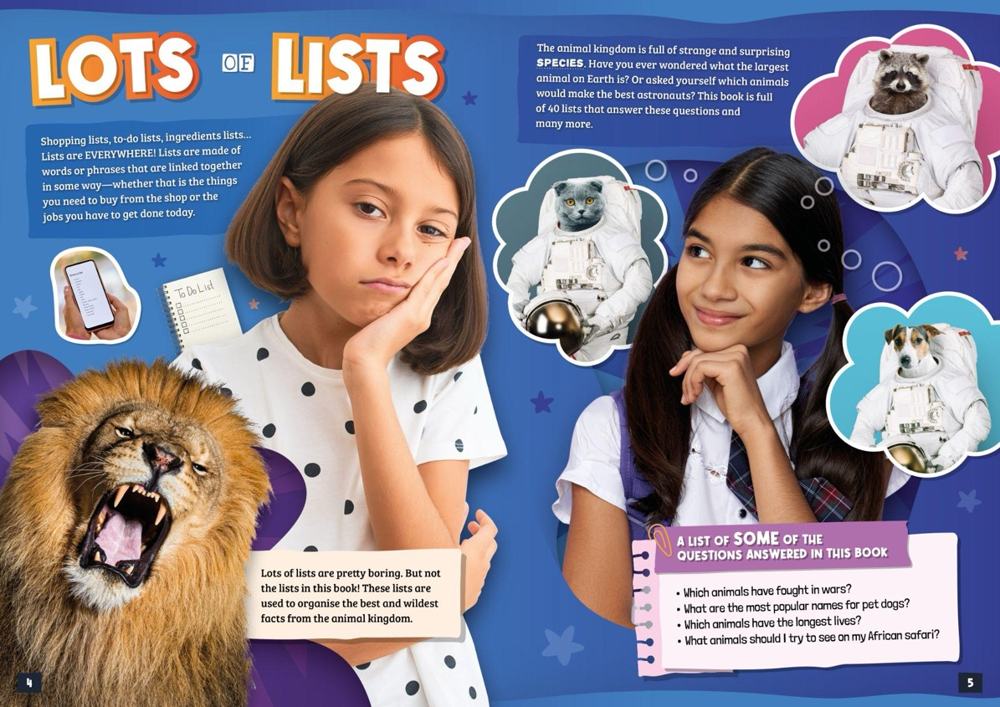 LOTS OF LISTS
Shopping lists, to-do lists, ingredients lists...
Lists are EVERYWHERE! Lists are made of
words or phrases that are linked together
in some way—whether that is the things
you need to buy from the shop or the
jobs you have to get done today.
To Do List
Lots of lists are pretty boring. But not
the lists in this book! These lists are
used to organise the best and wildest
facts from the animal kingdom.
4
The animal kingdom is full of strange and surprising
SPECIES. Have you ever wondered what the largest
animal on Earth is? Or asked yourself which animals
would make the best astronauts? This book is full
of 40 lists that answer these questions and
many more.
A LIST OF SOME OF THE
QUESTIONS ANSWERED IN THIS BOOK
• Which animals have fought in wars?
• What are the most popular names for pet dogs?
• Which animals have the longest lives?
• What animals should I try to see on my African safari?
5